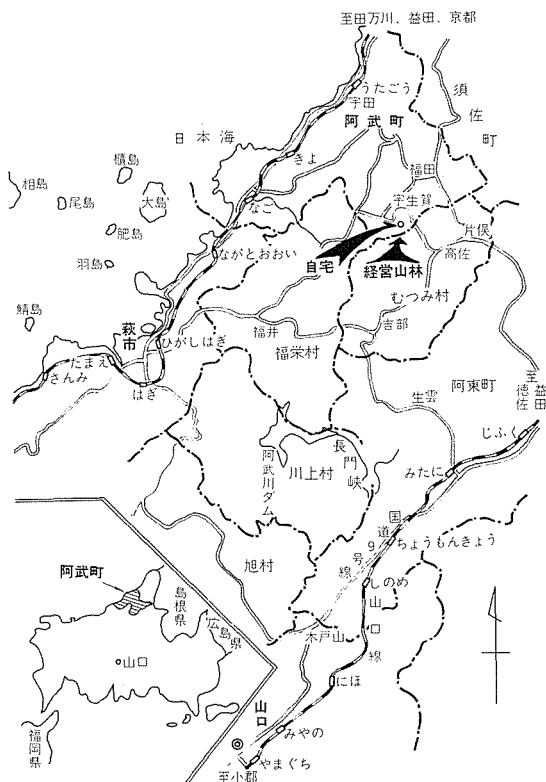 至田万川、益田、京都
うたごう
宇田
須佐町
阿武町
日本海
きよ
福田
櫃島
相島
尾島
大島
宇生賀
なご
肥島
片俣
ながとおおい
自宅
経営山林
高佐
羽島
むつみ村
鯖島
萩市
ひがしはぎ
福井
吉部
福栄村
たまえ
さんみ
はぎ
阿東町
至益田
徳佐
生雲
じふく
長門峡
阿武川ダム
川上村
みたに
国道9号線
ちょうもんきょう
旭村
しのめ
阿武町
島根県
広島県
山口線
木戸山
山口
にほ
山口
みやの
福岡県
やまぐち
至小郡